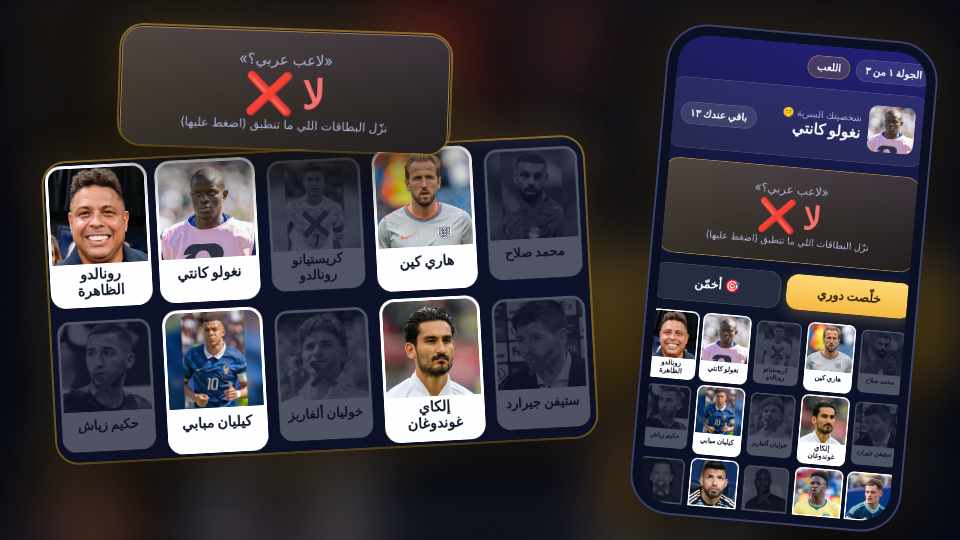 «لاعب عربي؟»
لا ❌
نزّل البطاقات اللي ما تنطبق (اضغط عليها)
محمد صلاح
هاري كين
كريستيانو
رونالدو
نغولو كانتي
رونالدو
الظاهرة
ستيفن جيرارد
إلكاي
غوندوغان
خوليان ألفاريز
كيليان مبابي
10
حكيم زياش
الجولة ١ من ٣
اللعب
شخصيتك السرية 🤫
نغولو كانتي
باقي عندك ١٣
«لاعب عربي؟»
لا ❌
نزّل البطاقات اللي ما تنطبق (اضغط عليها)
خلّصت دوري
🎯 أخمّن
محمد صلاح
هاري كين
كريستيانو
رونالدو
نغولو كانتي
رونالدو
الظاهرة
ستيفن جيرارد
إلكاي
غوندوغان
خوليان ألفاريز
كيليان مبابي
حكيم زياش